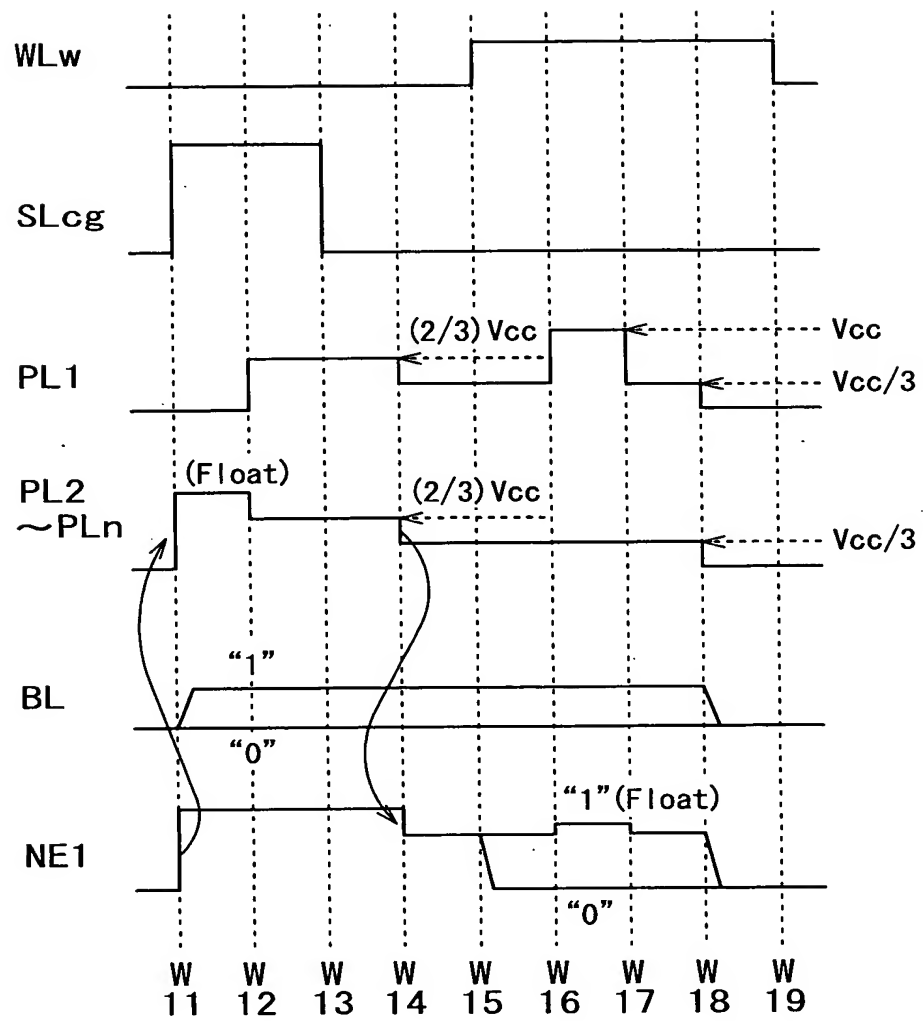 WLw
SLcg
(2/3) Vcc
Vcc
PL1
Vcc/3
(Float)
PL2
~PLn
(2/3) Vcc
Vcc/3
"1"
BL
"0"
"1" (Float)
NE1
"0"
W W W W W W W W W
11 12 13 14 15 16 17 18 19